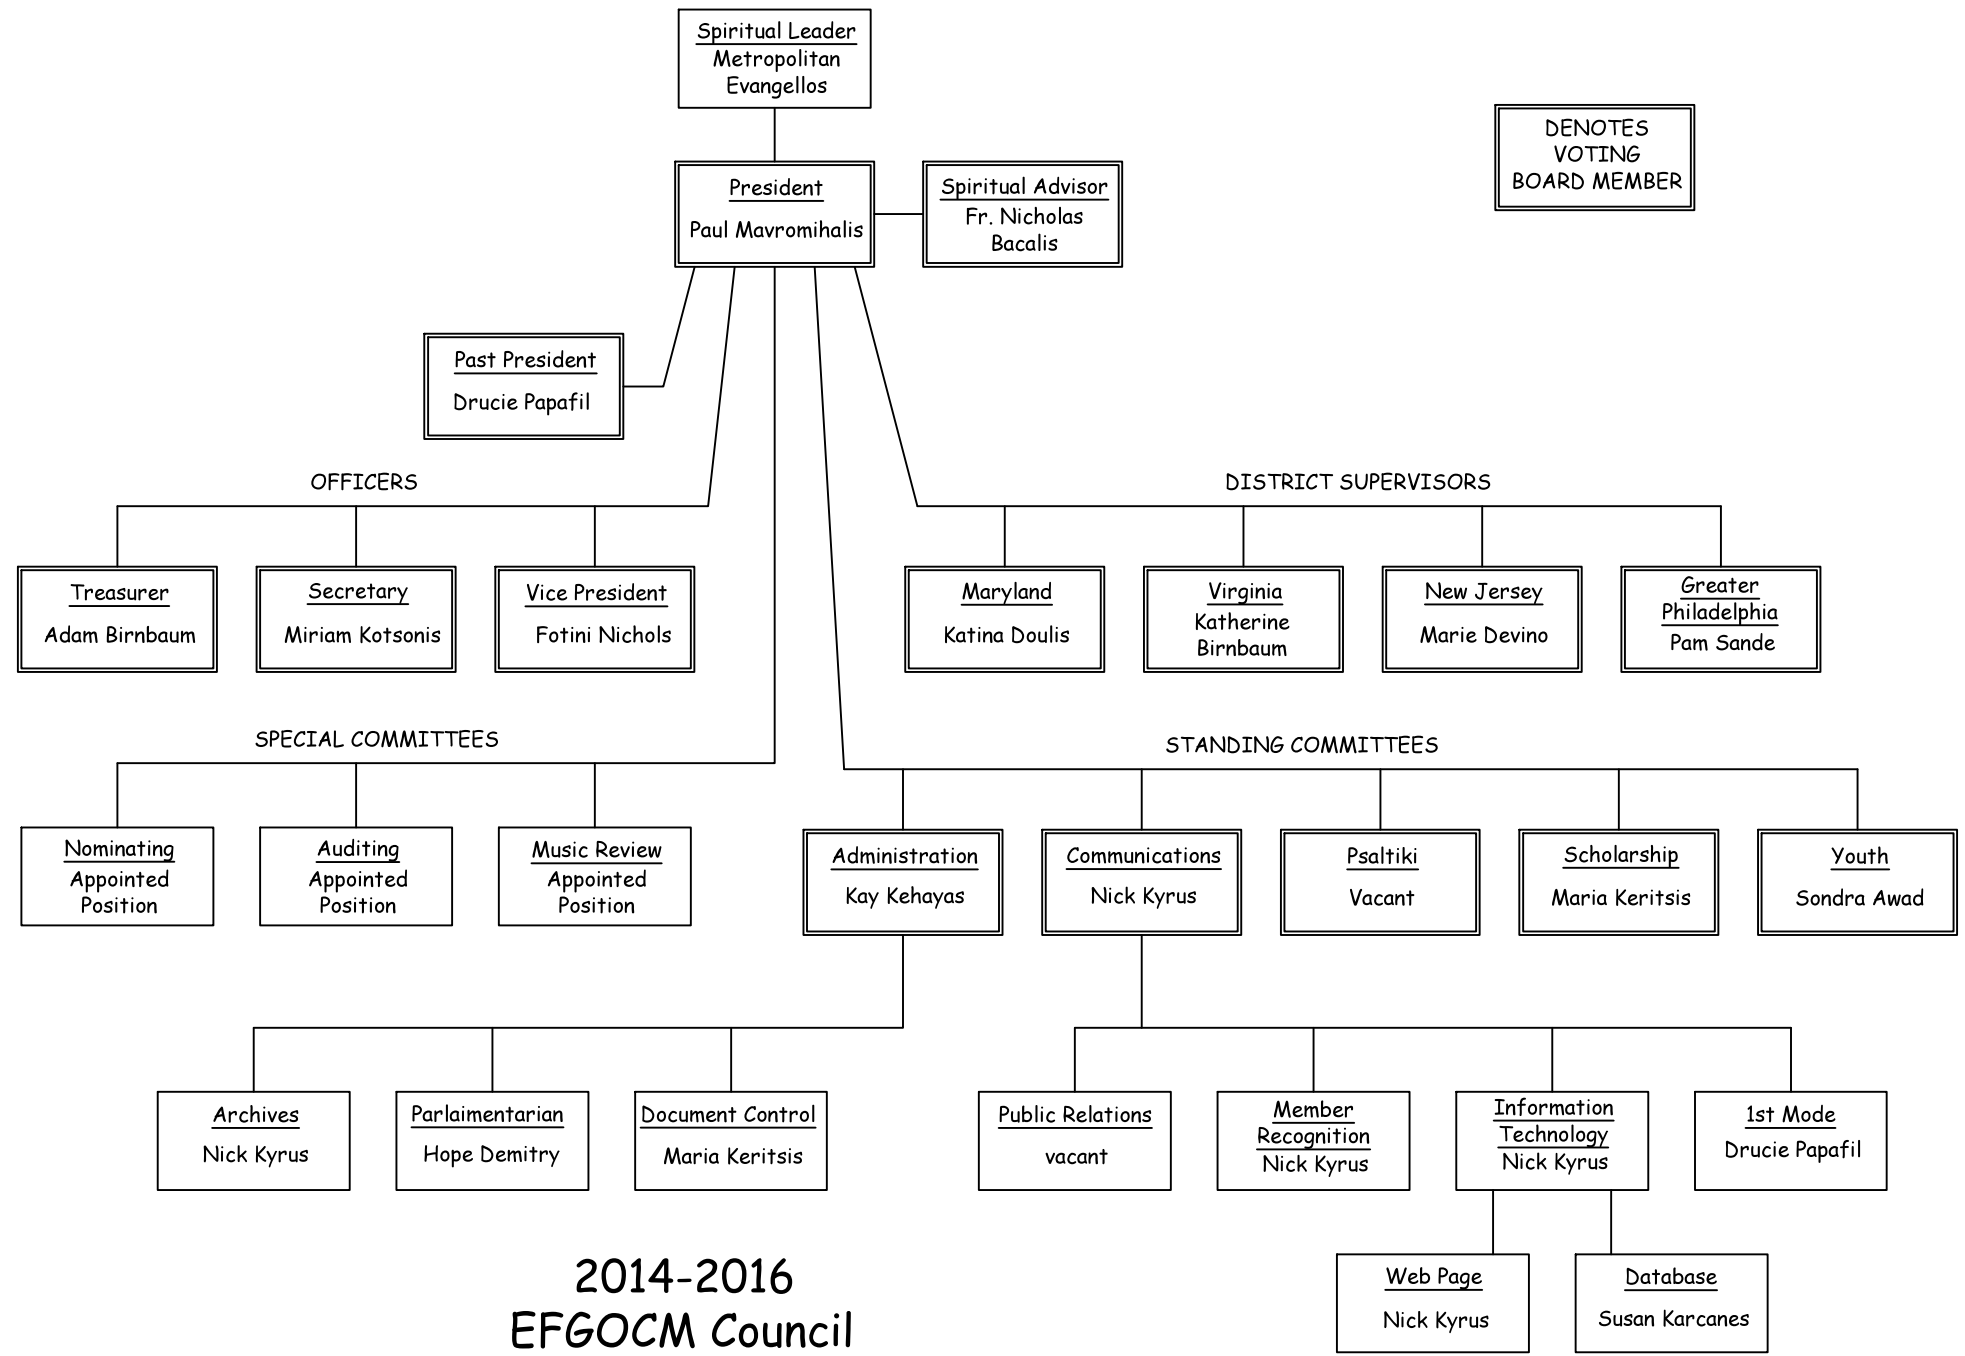 Spiritual Leader
Metropolitan
Evangellos
DENOTES
VOTING
BOARD MEMBER
President
Paul Mavromihalis
Spiritual Advisor
Fr. Nicholas
Bacalis
Past President
Drucie Papafil
OFFICERS
DISTRICT SUPERVISORS
Treasurer
Adam Birnbaum
Secretary
Miriam Kotsonis
Vice President
Fotini Nichols
Maryland
Katina Doulis
Virginia
Katherine
Birnbaum
New Jersey
Marie Devino
Greater
Philadelphia
Pam Sande
SPECIAL COMMITTEES
STANDING COMMITTEES
Nominating
Appointed
Position
Auditing
Appointed
Position
Music Review
Appointed
Position
Administration
Kay Kehayas
Communications
Nick Kyrus
Psaltiki
Vacant
Scholarship
Maria Keritsis
Youth
Sondra Awad
Archives
Nick Kyrus
Parlaimentarian
Hope Demitry
Document Control
Maria Keritsis
Public Relations
vacant
Member
Recognition
Nick Kyrus
Information
Technology
Nick Kyrus
1st Mode
Drucie Papafil
Web Page
Nick Kyrus
Database
Susan Karcanes
2014-2016
EFGOCM Council